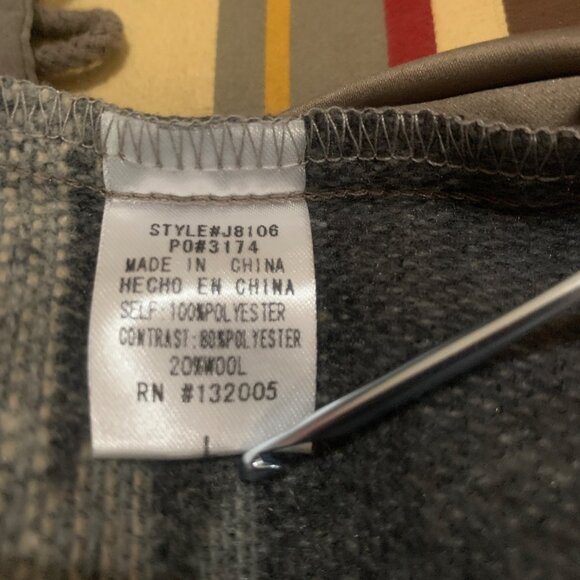 STYLE#J8106
PO#3174
MADE IN CHINA
HECHO EN CHINA
SELF:100%POLYESTER
CONTRAST:80%POLYESTER
20%WOOL
RN #132005
L